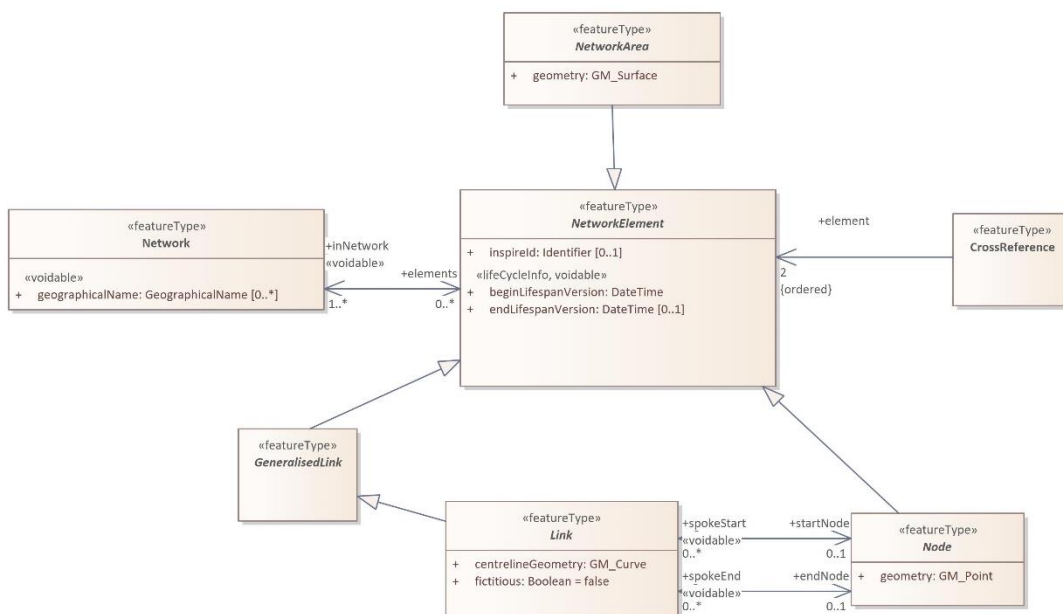 «featureType»
NetworkArea
+ geometry: GM_Surface
«featureType»
Network
«voidable»
+ geographicalName: GeographicalName [0..*]
+inNetwork
«voidable»
1..*
+elements
0..*
«featureType»
NetworkElement
+ inspireId: Identifier [0..1]
«lifeCycleInfo, voidable»
+ beginLifespanVersion: DateTime
+ endLifespanVersion: DateTime [0..1]
+element
2
{ordered}
«featureType»
CrossReference
«featureType»
GeneralisedLink
«featureType»
Link
+ centrelineGeometry: GM_Curve
+ fictitious: Boolean = false
+spokeStart
«voidable»
0..*
+startNode
0..1
+spokeEnd
«voidable»
0..*
+endNode
0..1
«featureType»
Node
+ geometry: GM_Point